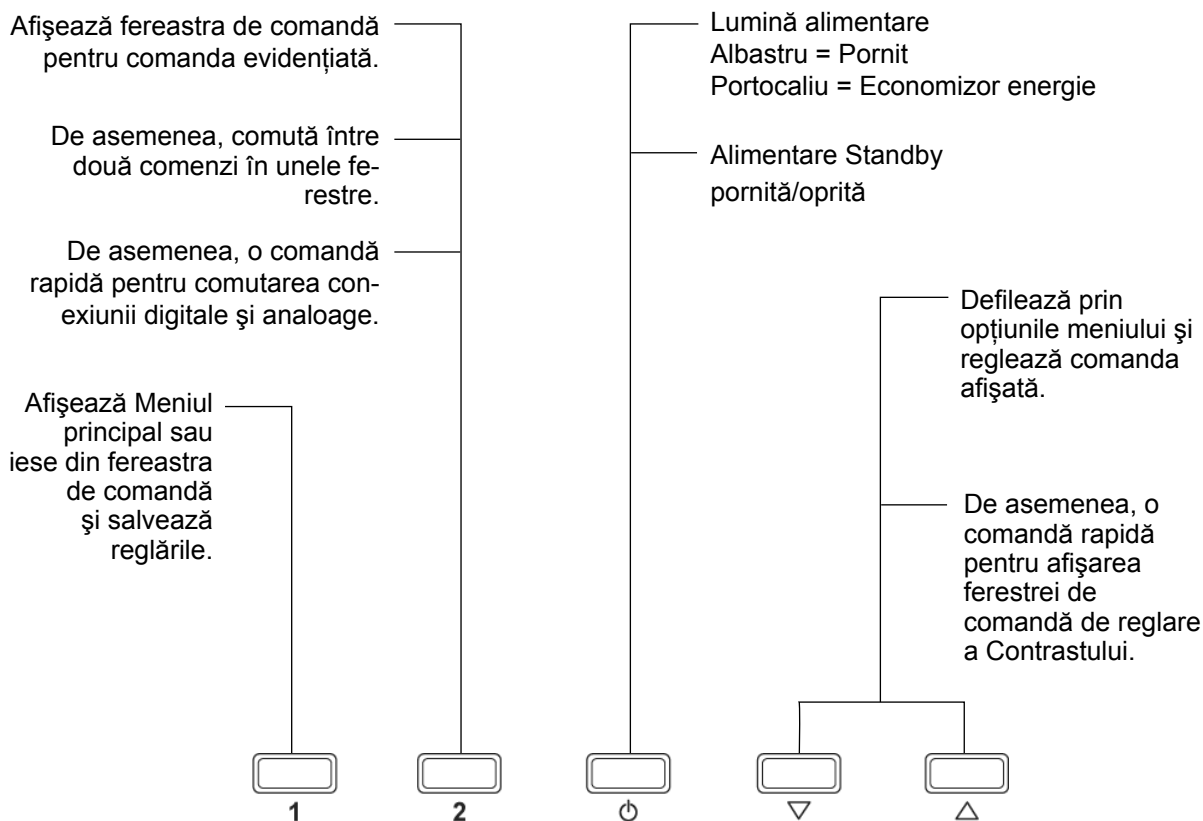 Afişează fereastra de comandă
pentru comanda evidenţiată.
De asemenea, comută între
două comenzi în unele fe-
restre.
De asemenea, o comandă
rapidă pentru comutarea con-
exiunii digitale şi analoage.
Afişează Meniul
principal sau
iese din fereastra
de comandă
şi salvează
reglările.
Lumină alimentare
Albastru = Pornit
Portocaliu = Economizor energie
Alimentare Standby
pornită/oprită
Defilează prin
opţiunile meniului şi
reglează comanda
afişată.
De asemenea, o
comandă rapidă
pentru afişarea
ferestrei de
comandă de reglare
a Contrastului.
1
2